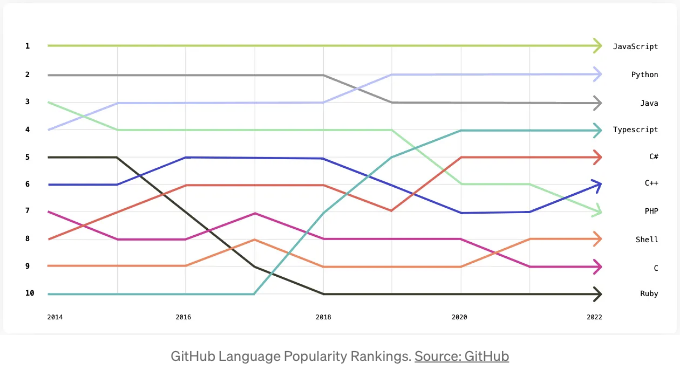 1 JavaScript
2 Python
3 Java
4 Typescript
5 C#
6 C++
7 PHP
8 Shell
9 C
10 Ruby
2014 2016 2018 2020 2022
GitHub Language Popularity Rankings. Source: GitHub